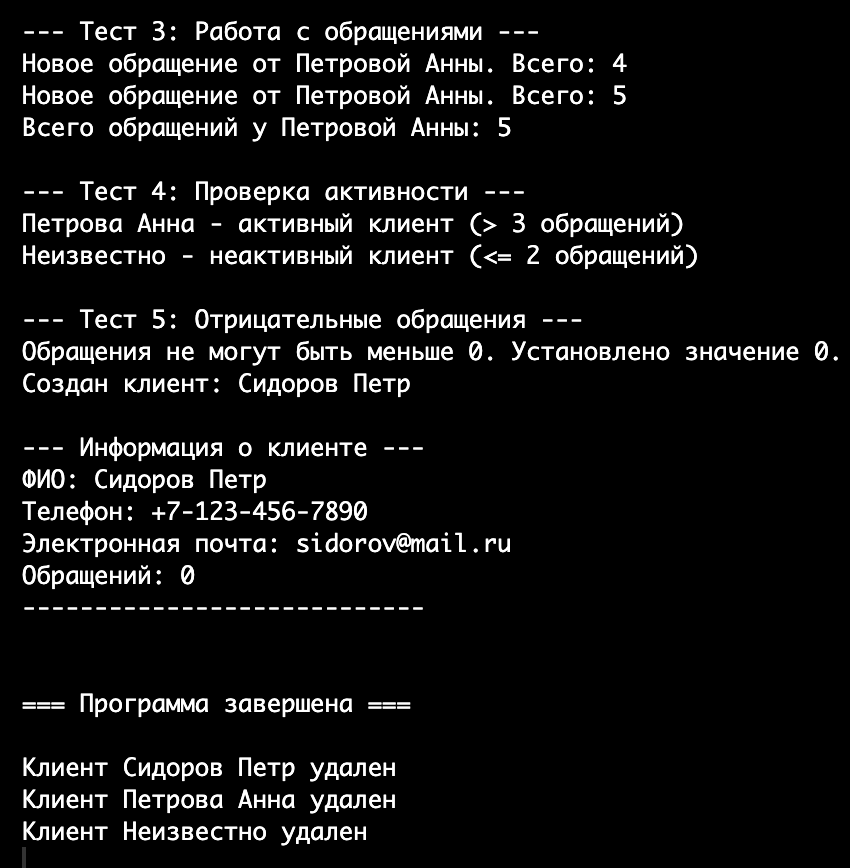 --- Тест 3: Работа с обращениями ---
Новое обращение от Петровой Анны. Всего: 4
Новое обращение от Петровой Анны. Всего: 5
Всего обращений у Петровой Анны: 5
--- Тест 4: Проверка активности ---
Петрова Анна - активный клиент (> 3 обращений)
Неизвестно - неактивный клиент (<= 2 обращений)
--- Тест 5: Отрицательные обращения ---
Обращения не могут быть меньше 0. Установлено значение 0.
Создан клиент: Сидоров Петр
--- Информация о клиенте ---
ФИО: Сидоров Петр
Телефон: +7-123-456-7890
Электронная почта: sidorov@mail.ru
Обращений: 0
----------------------------
=== Программа завершена ===
Клиент Сидоров Петр удален
Клиент Петрова Анна удален
Клиент Неизвестно удален